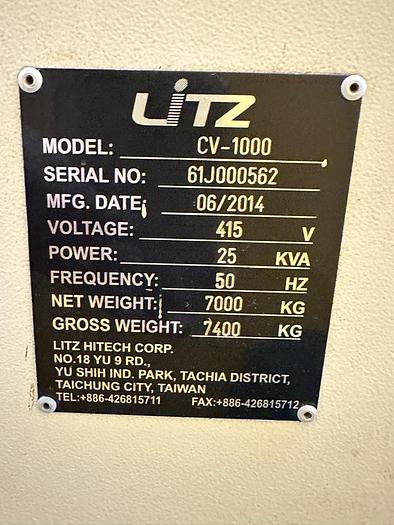 LiTZ
MODEL: CV-1000
SERIAL NO: 61J000562
MFG. DATE: 06/2014
VOLTAGE: 415 V
POWER: 25 KVA
FREQUENCY: 50 HZ
NET WEIGHT: 7000 KG
GROSS WEIGHT: 7400 KG
LITZ HITECH CORP.
NO.18 YU 9 RD.,
YU SHIH IND. PARK, TACHIA DISTRICT,
TAICHUNG CITY, TAIWAN
TEL:+886-426815711 FAX:+886-426815712